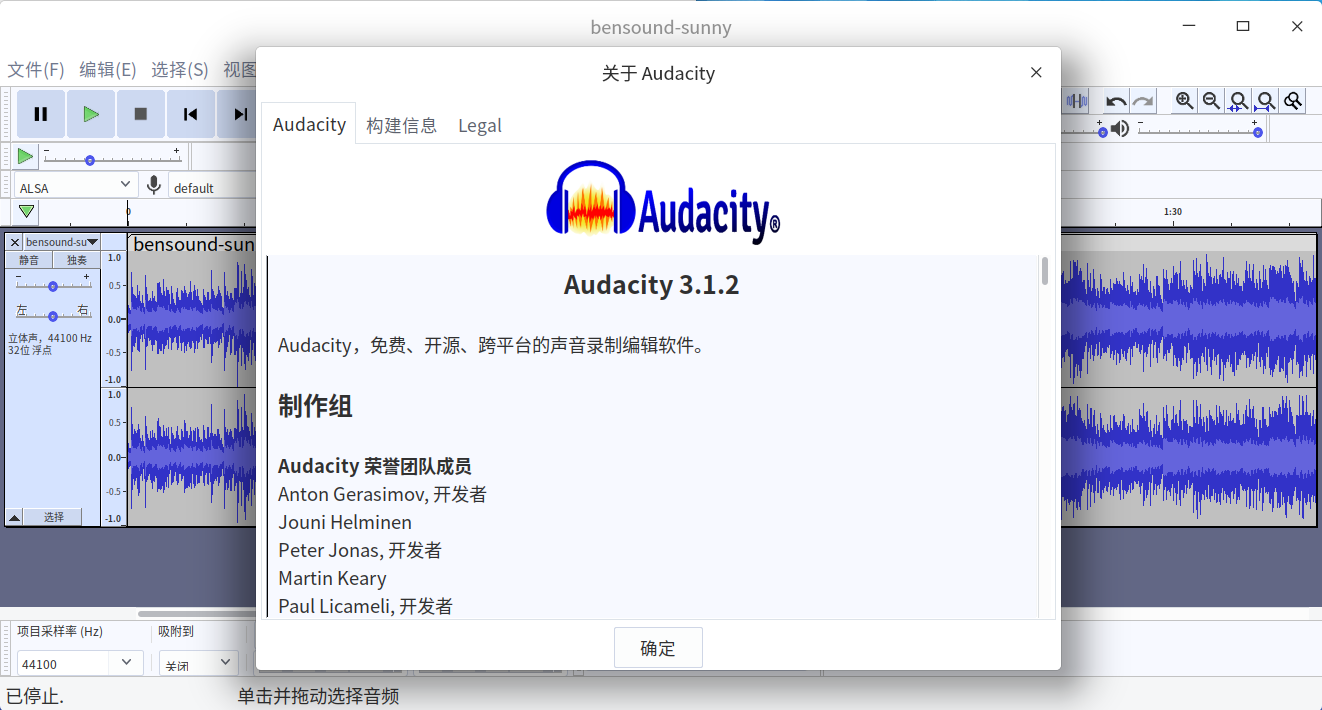 bensound-sunny
文件(F) 编辑(E) 选择(S) 视图
关于 Audacity
Audacity 构建信息 Legal
Audacity®
ALSA
default
0
1:30
bensound-su
bensound-sun
静音 独奏
左 右
立体声，44100 Hz
32位 浮点
选择
1.0
0.5
0.0
-0.5
-1.0
1.0
0.5
0.0
-0.5
-1.0
Audacity 3.1.2
Audacity，免费、开源、跨平台的声音录制编辑软件。
制作组
Audacity 荣誉团队成员
Anton Gerasimov, 开发者
Jouni Helminen
Peter Jonas, 开发者
Martin Keary
Paul Licameli, 开发者
确定
项目采样率 (Hz) 吸附到
44100 关闭
已停止. 单击并拖动选择音频